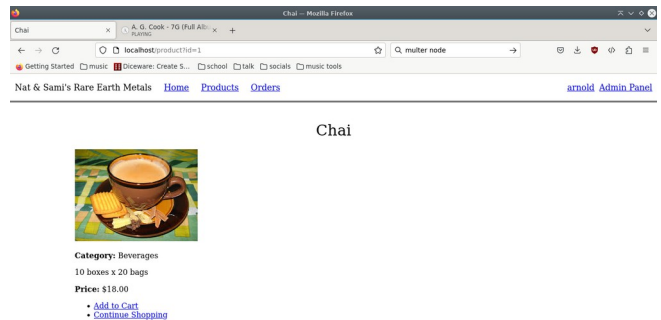 Chai — Mozilla Firefox
Chai
A. G. Cook - 7G (Full Alb
PLAYING
localhost/product?id=1
multer node
Getting Started music Diceware: Create S... school talk socials music tools
Nat & Sami's Rare Earth Metals Home Products Orders arnold Admin Panel
Chai
Category: Beverages
10 boxes x 20 bags
Price: $18.00
Add to Cart
Continue Shopping